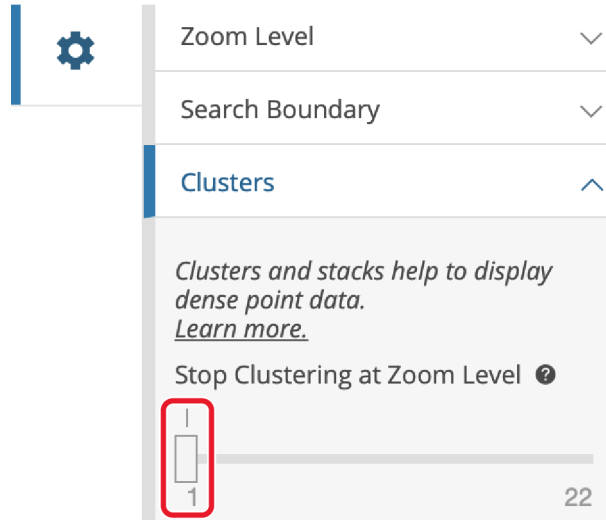 Zoom Level
Search Boundary
Clusters
Clusters and stacks help to display
dense point data.
Learn more.
Stop Clustering at Zoom Level ?
1 22